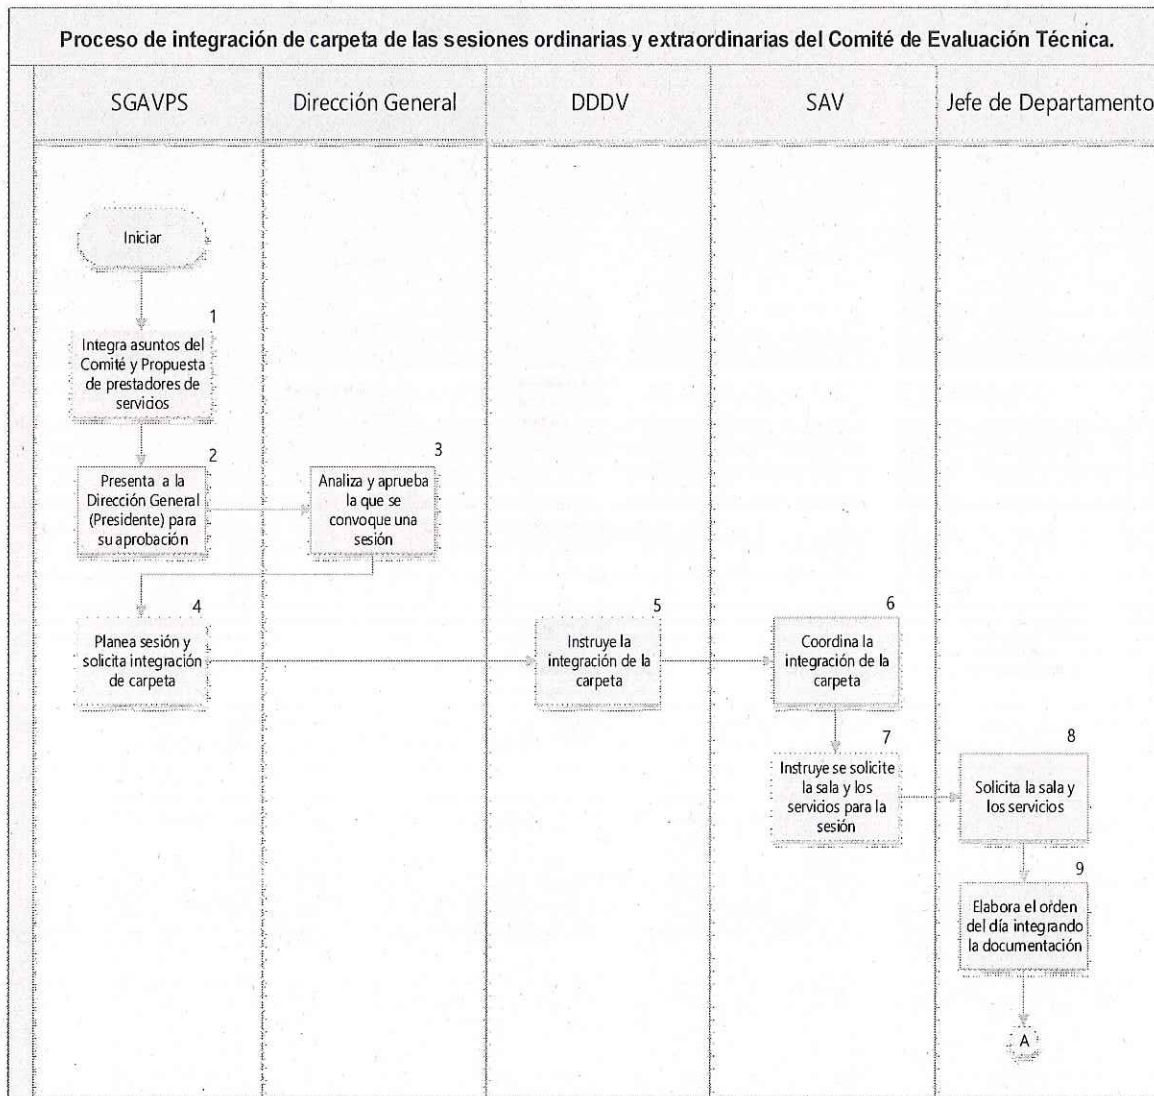 Proceso de integración de carpeta de las sesiones ordinarias y extraordinarias del Comité de Evaluación Técnica.
SGAVPS
Dirección General
DDDV
SAV
Jefe de Departamento
Iniciar
1
Integra asuntos del
Comité y Propuesta
de prestadores de
servicios
2
Presenta a la
Dirección General
(Presidente) para
su aprobación
3
Analiza y aprueba
la que se
convoque una
sesión
4
Planea sesión y
solicita integración
de carpeta
5
Instruye la
integración de la
carpeta
6
Coordina la
integración de la
carpeta
7
Instruye se solicite
la sala y los
servicios para la
sesión
8
Solicita la sala y
los servicios
9
Elabora el orden
del día integrando
la documentación
A